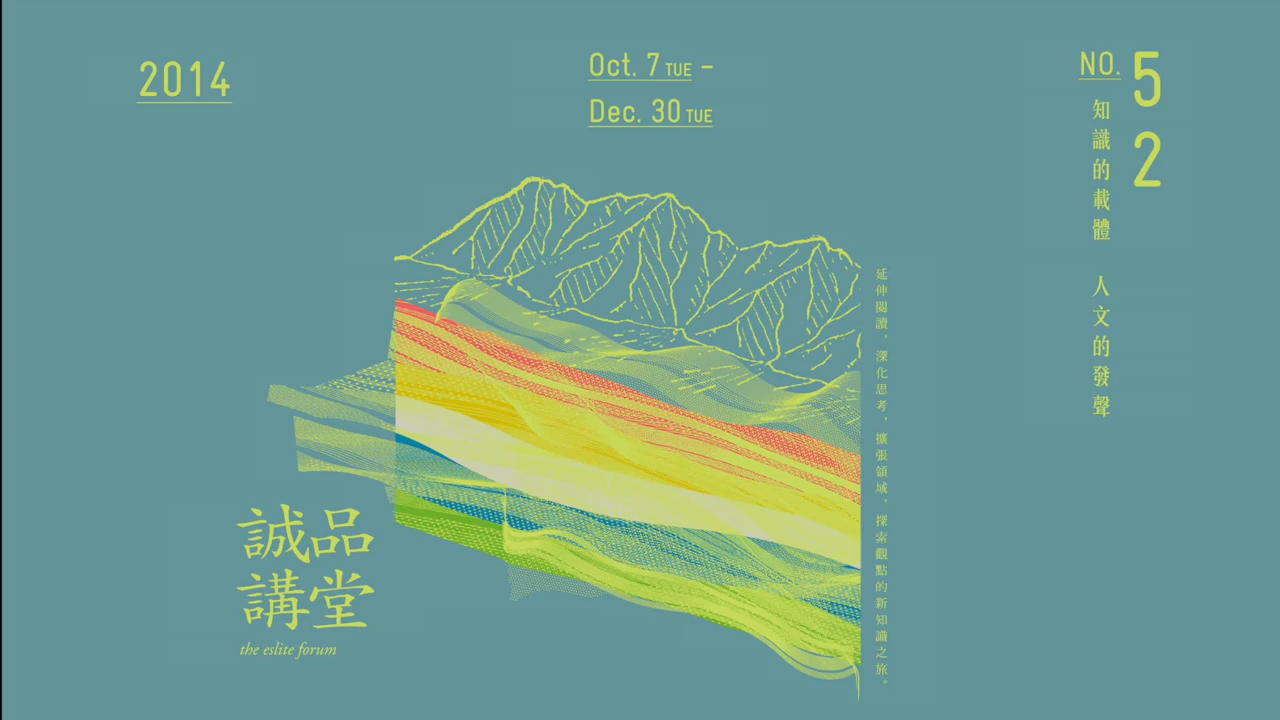 2014
Oct. 7 TUE –
Dec. 30 TUE
NO. 52
知識的載體 人文的發聲
延伸閱讀，深化思考，擴張領域，探索觀點的新知識之旅。
誠品
講堂
the eslite forum